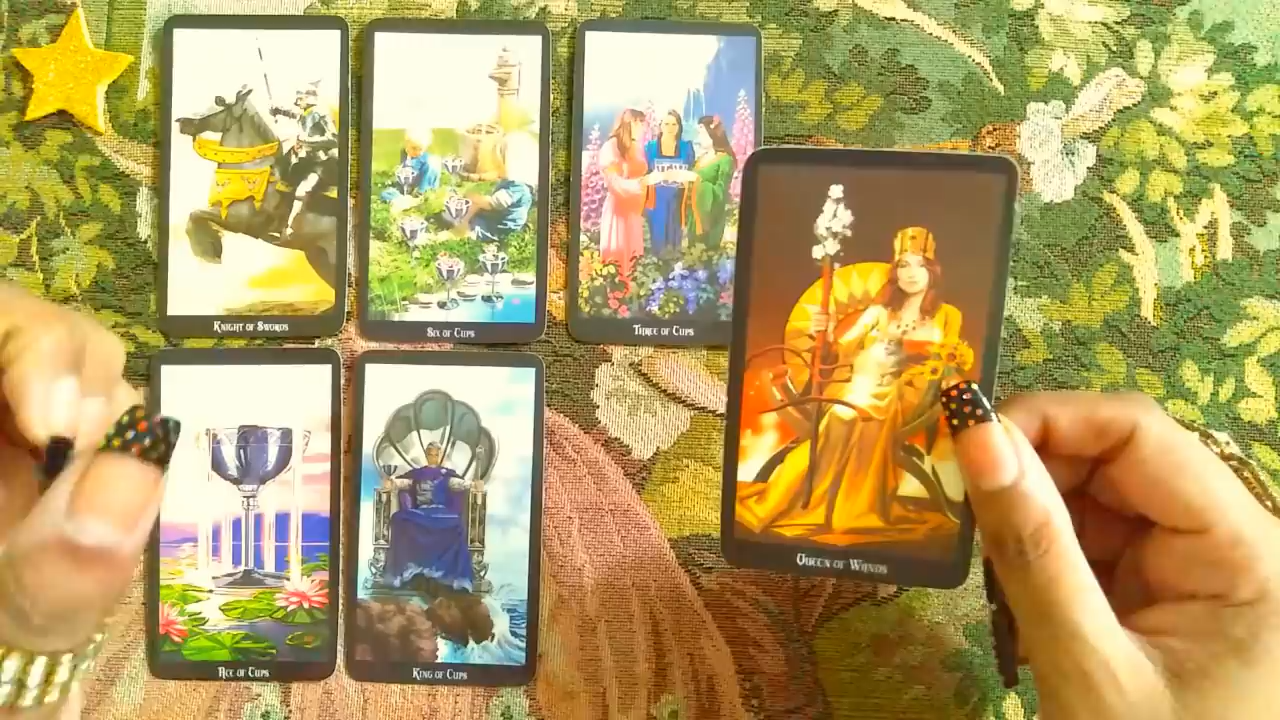 Knight of Swords
Six of Cups
Three of Cups
Queen of Wands
Ace of Cups
King of Cups